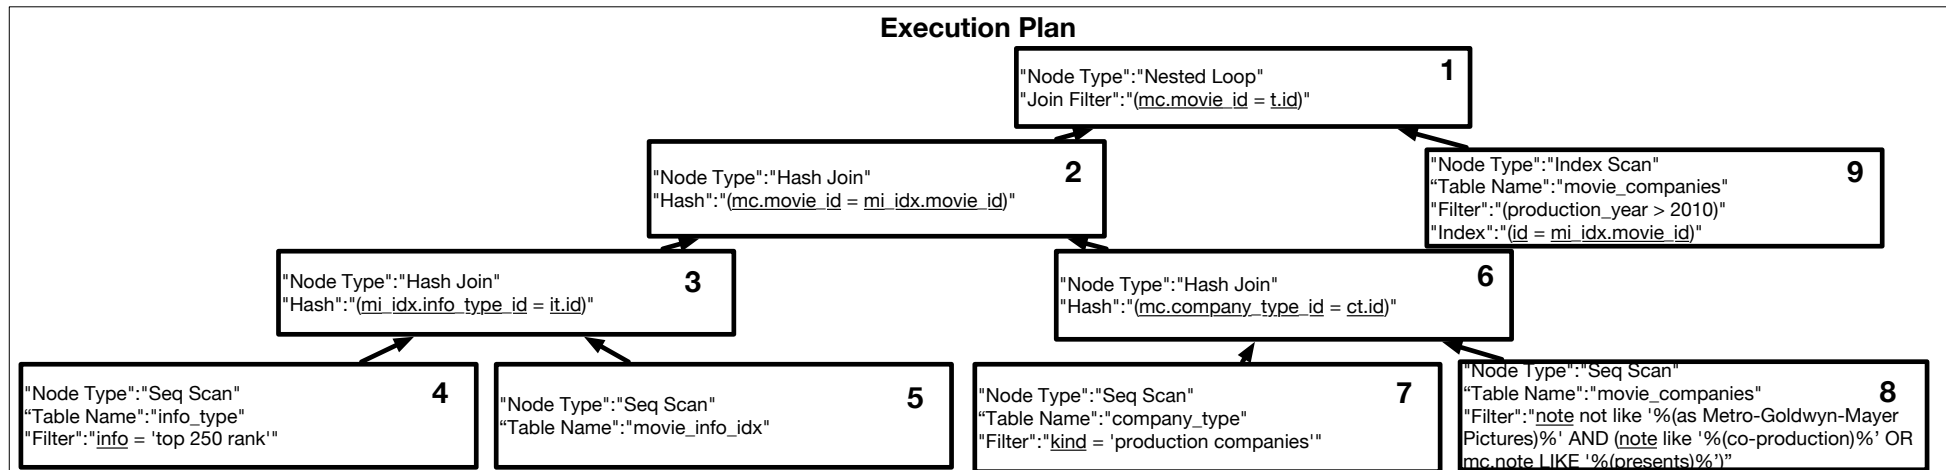 Execution Plan
1
"Node Type":"Nested Loop"
"Join Filter":"(mc.movie_id = t.id)"
2
"Node Type":"Hash Join"
"Hash":"(mc.movie_id = mi_idx.movie_id)"
9
"Node Type":"Index Scan"
“Table Name":"movie_companies"
"Filter":"(production_year > 2010)"
"Index":"(id = mi_idx.movie_id)"
3
"Node Type":"Hash Join"
"Hash":"(mi_idx.info_type_id = it.id)"
6
"Node Type":"Hash Join"
"Hash":"(mc.company_type_id = ct.id)"
4
"Node Type":"Seq Scan"
“Table Name":"info_type"
"Filter":"info = 'top 250 rank'"
5
"Node Type":"Seq Scan"
“Table Name":"movie_info_idx"
7
"Node Type":"Seq Scan"
“Table Name":"company_type"
"Filter":"kind = 'production companies'"
8
"Node Type":"Seq Scan"
“Table Name":"movie_companies"
"Filter":"note not like '%(as Metro-Goldwyn-Mayer
Pictures)%' AND (note like '%(co-production)%’ OR
mc.note LIKE '%(presents)%’)”